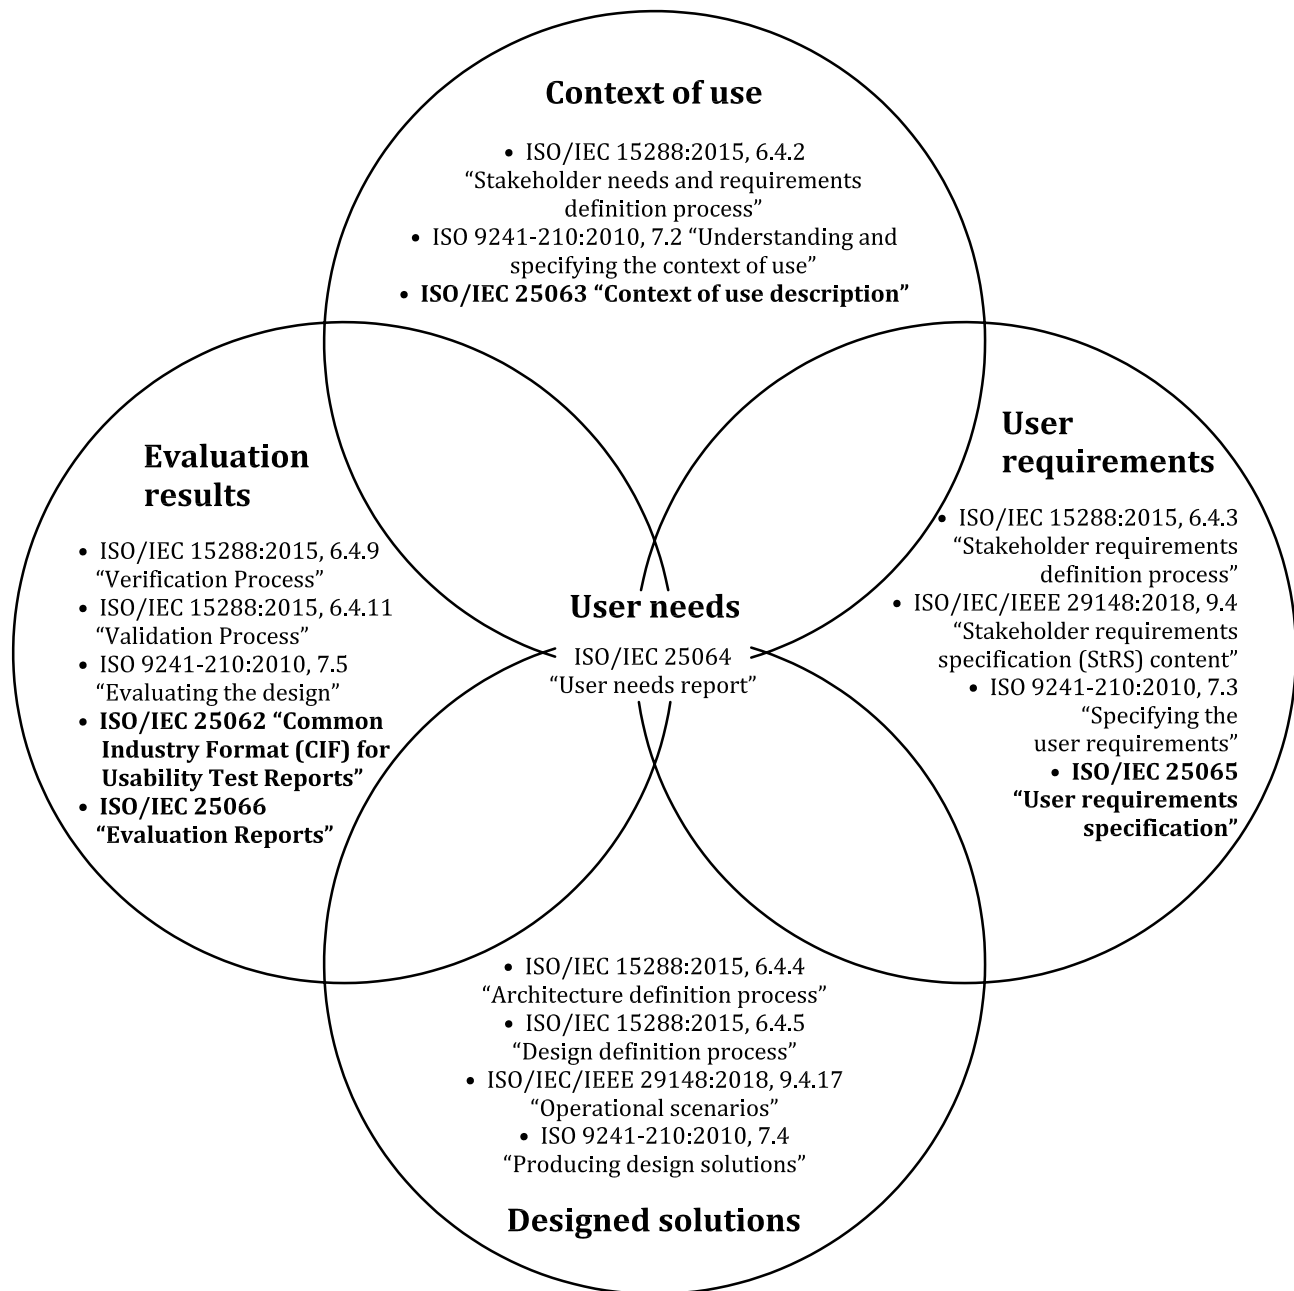 Context of use
• ISO/IEC 15288:2015, 6.4.2
“Stakeholder needs and requirements
definition process”
• ISO 9241-210:2010, 7.2 “Understanding and
specifying the context of use”
• ISO/IEC 25063 “Context of use description”
Evaluation
results
• ISO/IEC 15288:2015, 6.4.9
“Verification Process”
• ISO/IEC 15288:2015, 6.4.11
“Validation Process”
• ISO 9241-210:2010, 7.5
“Evaluating the design”
• ISO/IEC 25062 “Common
Industry Format (CIF) for
Usability Test Reports”
• ISO/IEC 25066
“Evaluation Reports”
User needs
ISO/IEC 25064
“User needs report”
User
requirements
• ISO/IEC 15288:2015, 6.4.3
“Stakeholder requirements
definition process”
• ISO/IEC/IEEE 29148:2018, 9.4
“Stakeholder requirements
specification (StRS) content”
• ISO 9241-210:2010, 7.3
“Specifying the
user requirements”
• ISO/IEC 25065
“User requirements
specification”
• ISO/IEC 15288:2015, 6.4.4
“Architecture definition process”
• ISO/IEC 15288:2015, 6.4.5
“Design definition process”
• ISO/IEC/IEEE 29148:2018, 9.4.17
“Operational scenarios”
• ISO 9241-210:2010, 7.4
“Producing design solutions”
Designed solutions